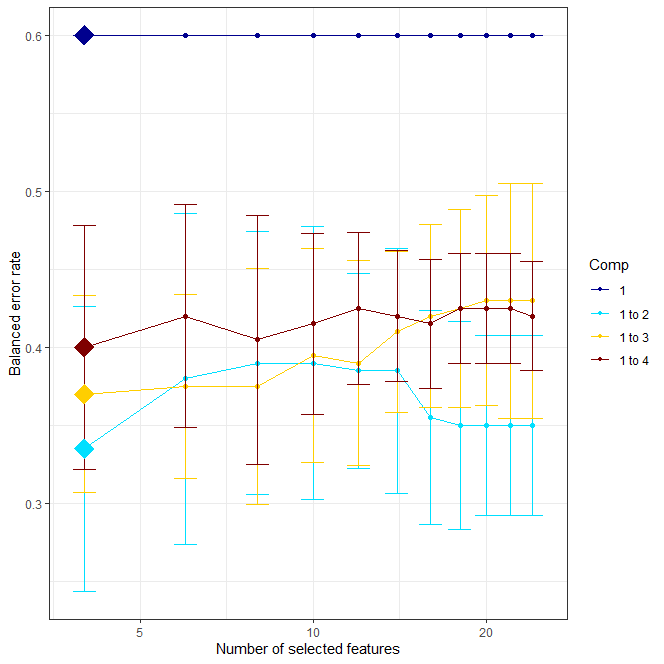 0.6
0.5
0.4
0.3
Balanced error rate
5
10
20
Number of selected features
Comp
1
1 to 2
1 to 3
1 to 4